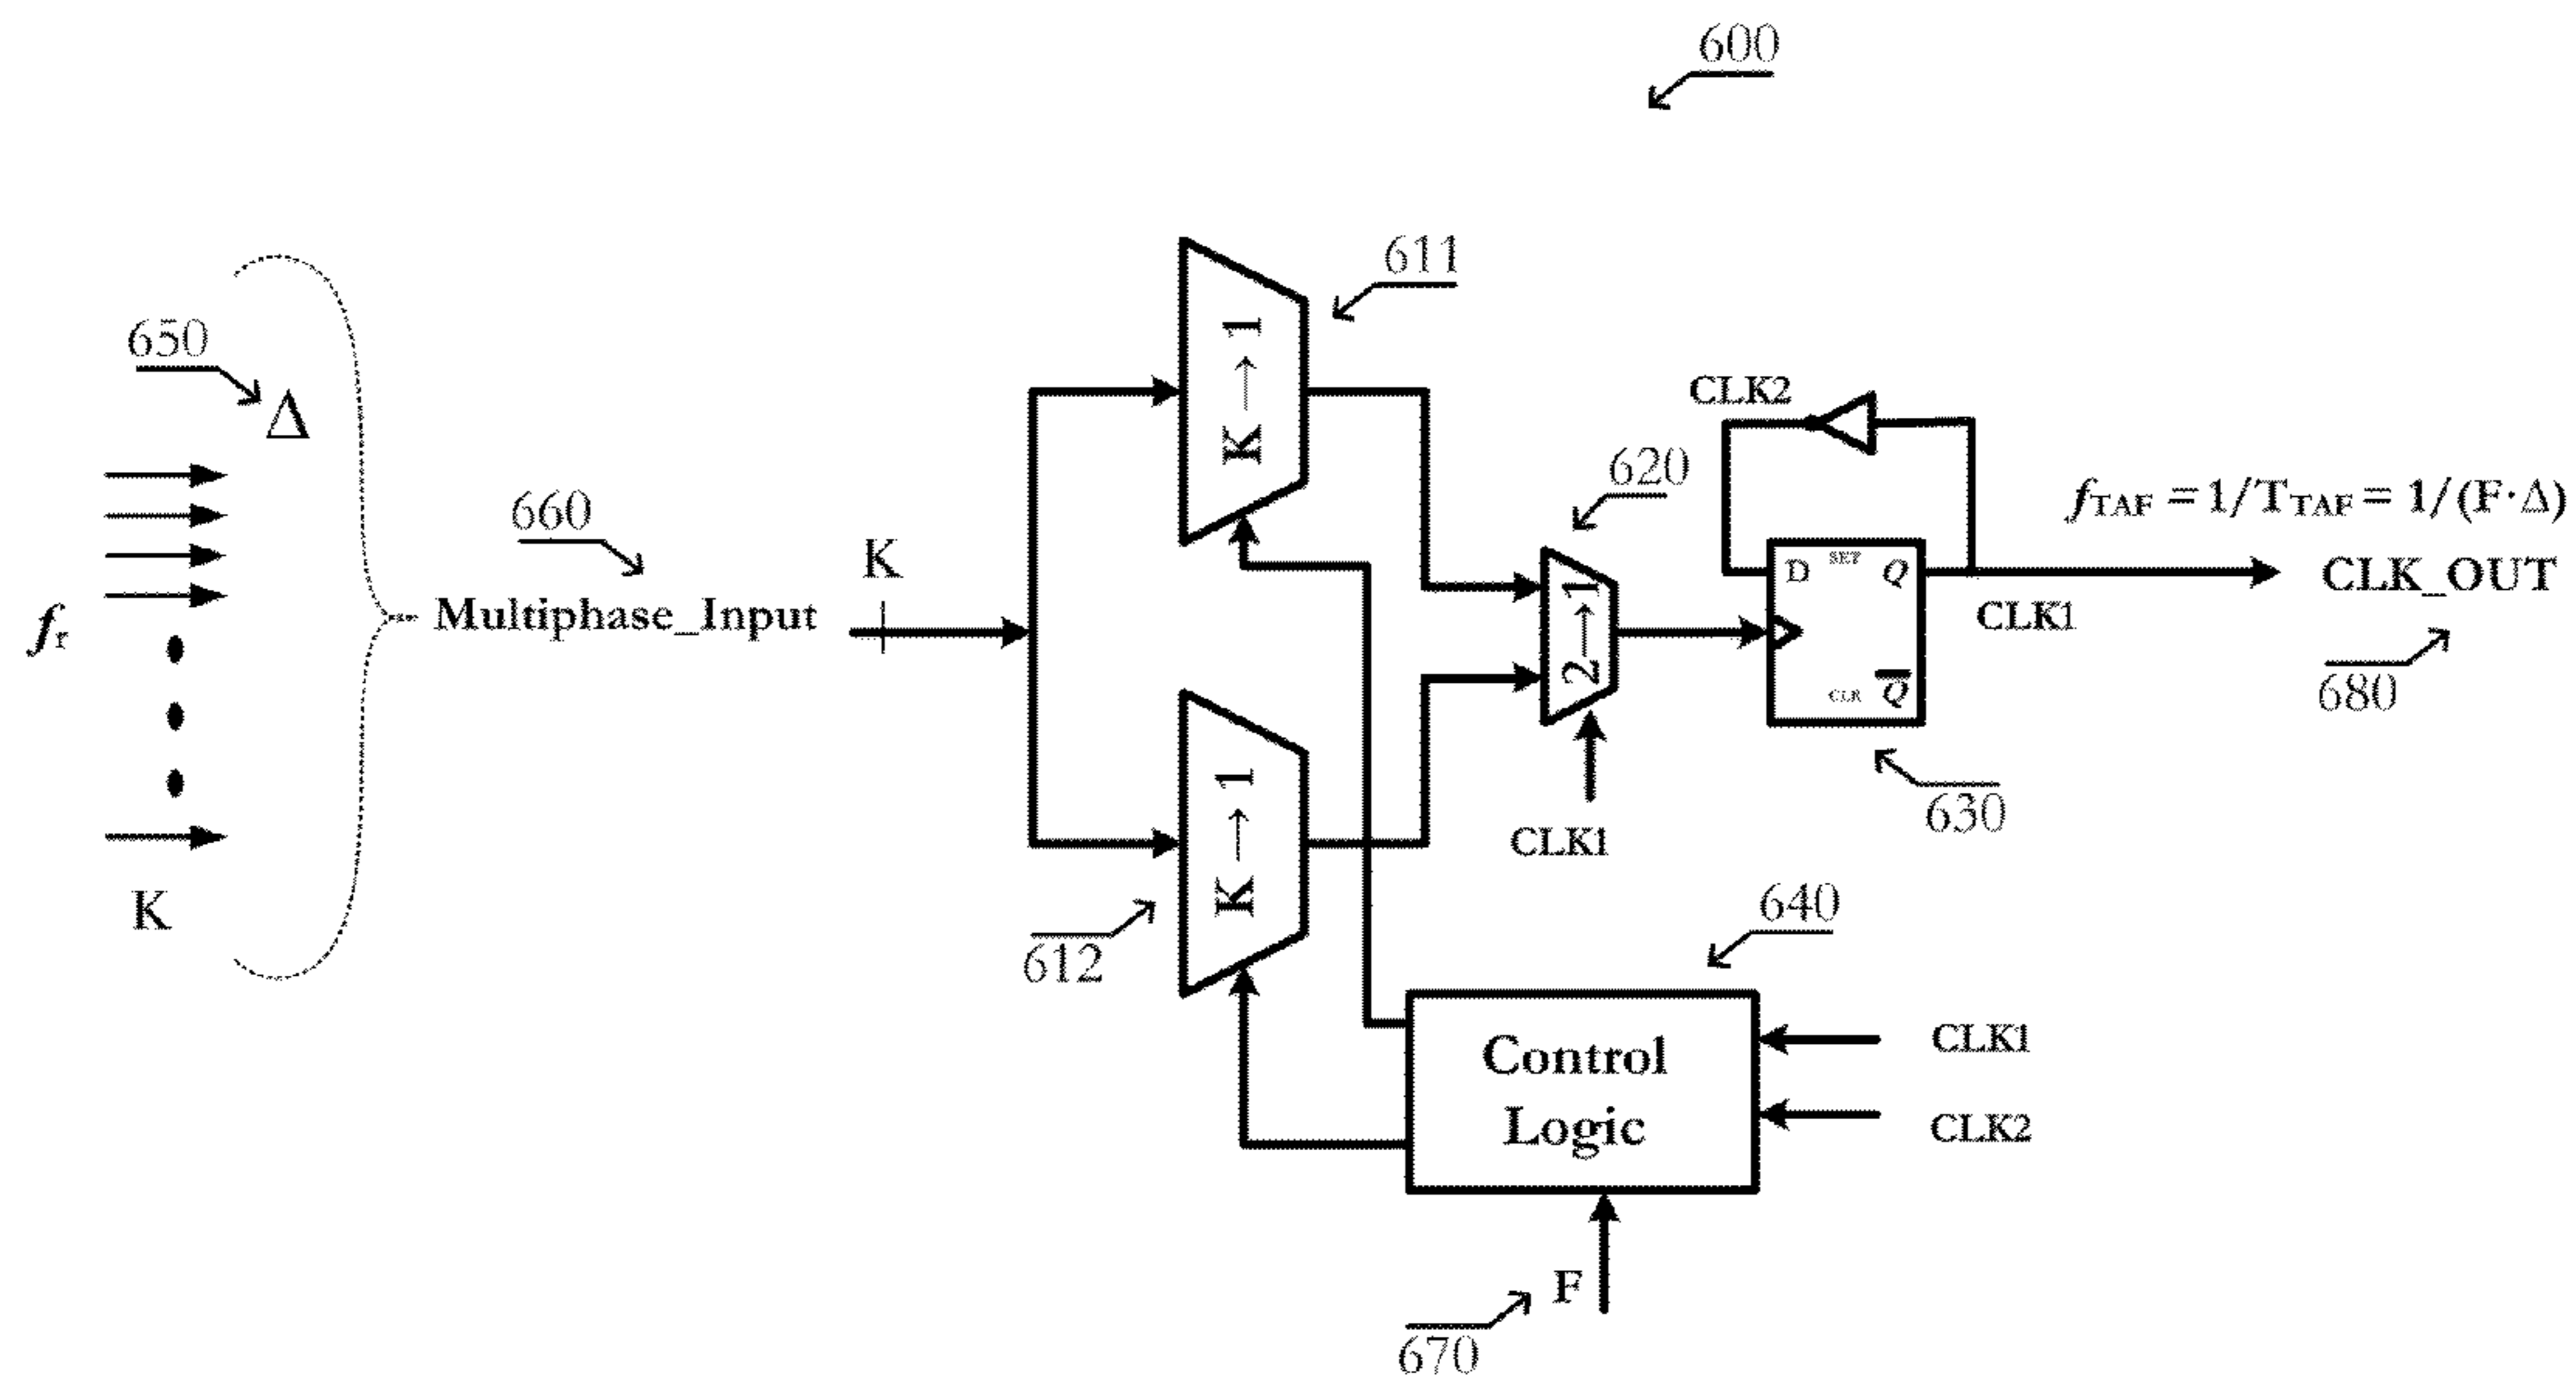 600
611
650
Δ
K → 1
CLK2
620
660
f_TAF = 1/T_TAF = 1/(F·Δ)
K
D SET Q
CLK_OUT
f_r
Multiphase_Input
2→1
CLK1
680
CLR Q̅
630
K → 1
CLK1
K
612
640
Control
Logic
CLK1
CLK2
F
670